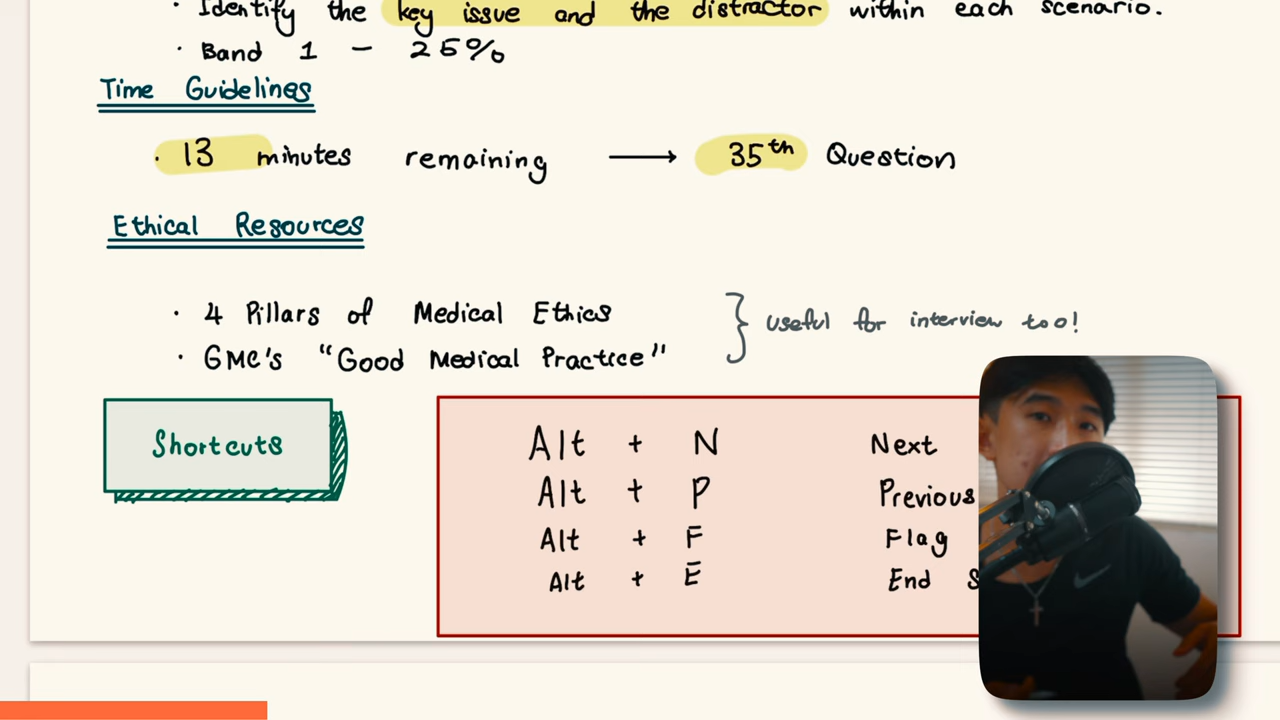 · Identify the key issue and the distractor within each scenario.
· Band 1 – 25%
Time Guidelines
· 13 minutes remaining → 35th Question
Ethical Resources
· 4 Pillars of Medical Ethics
· GMC's "Good Medical Practice"
} useful for interview too!
Shortcuts
Alt + N Next
Alt + P Previous
Alt + F Flag
Alt + E End S